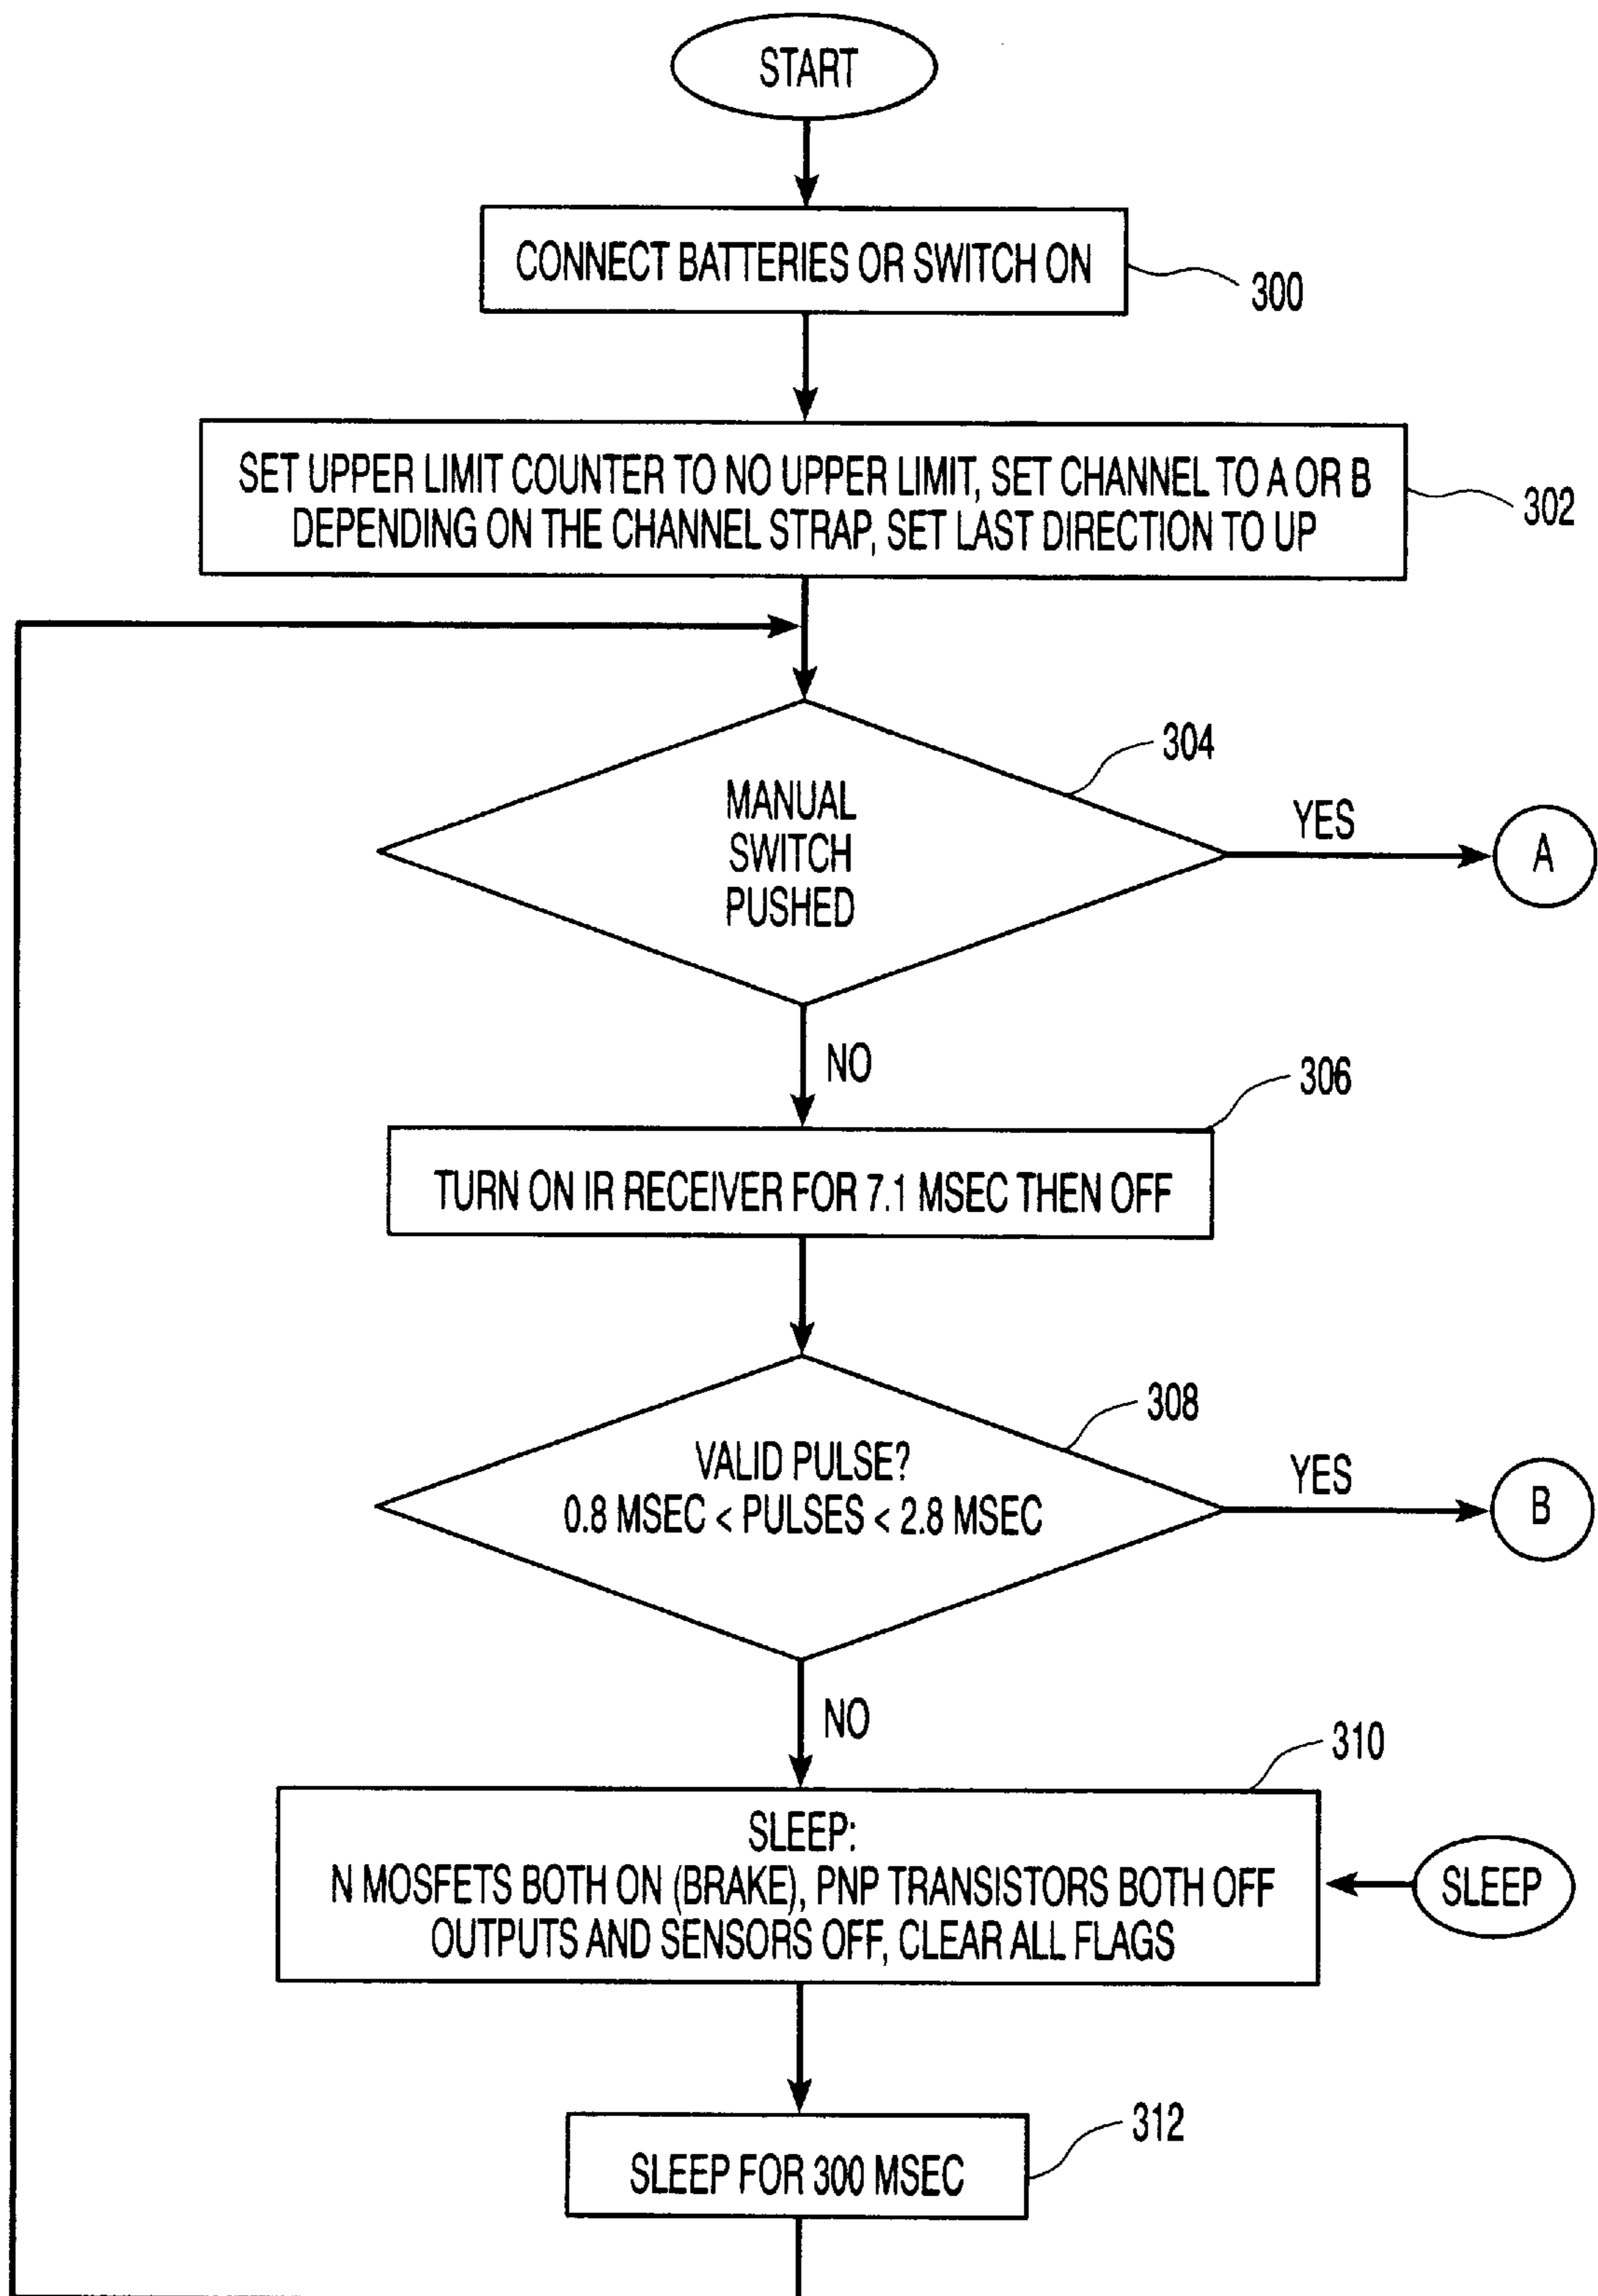 START
CONNECT BATTERIES OR SWITCH ON
300
SET UPPER LIMIT COUNTER TO NO UPPER LIMIT, SET CHANNEL TO A OR B
DEPENDING ON THE CHANNEL STRAP, SET LAST DIRECTION TO UP
302
304
MANUAL
SWITCH
PUSHED
YES
A
NO
306
TURN ON IR RECEIVER FOR 7.1 MSEC THEN OFF
308
VALID PULSE?
0.8 MSEC < PULSES < 2.8 MSEC
YES
B
NO
310
SLEEP:
N MOSFETS BOTH ON (BRAKE), PNP TRANSISTORS BOTH OFF
OUTPUTS AND SENSORS OFF, CLEAR ALL FLAGS
SLEEP
312
SLEEP FOR 300 MSEC